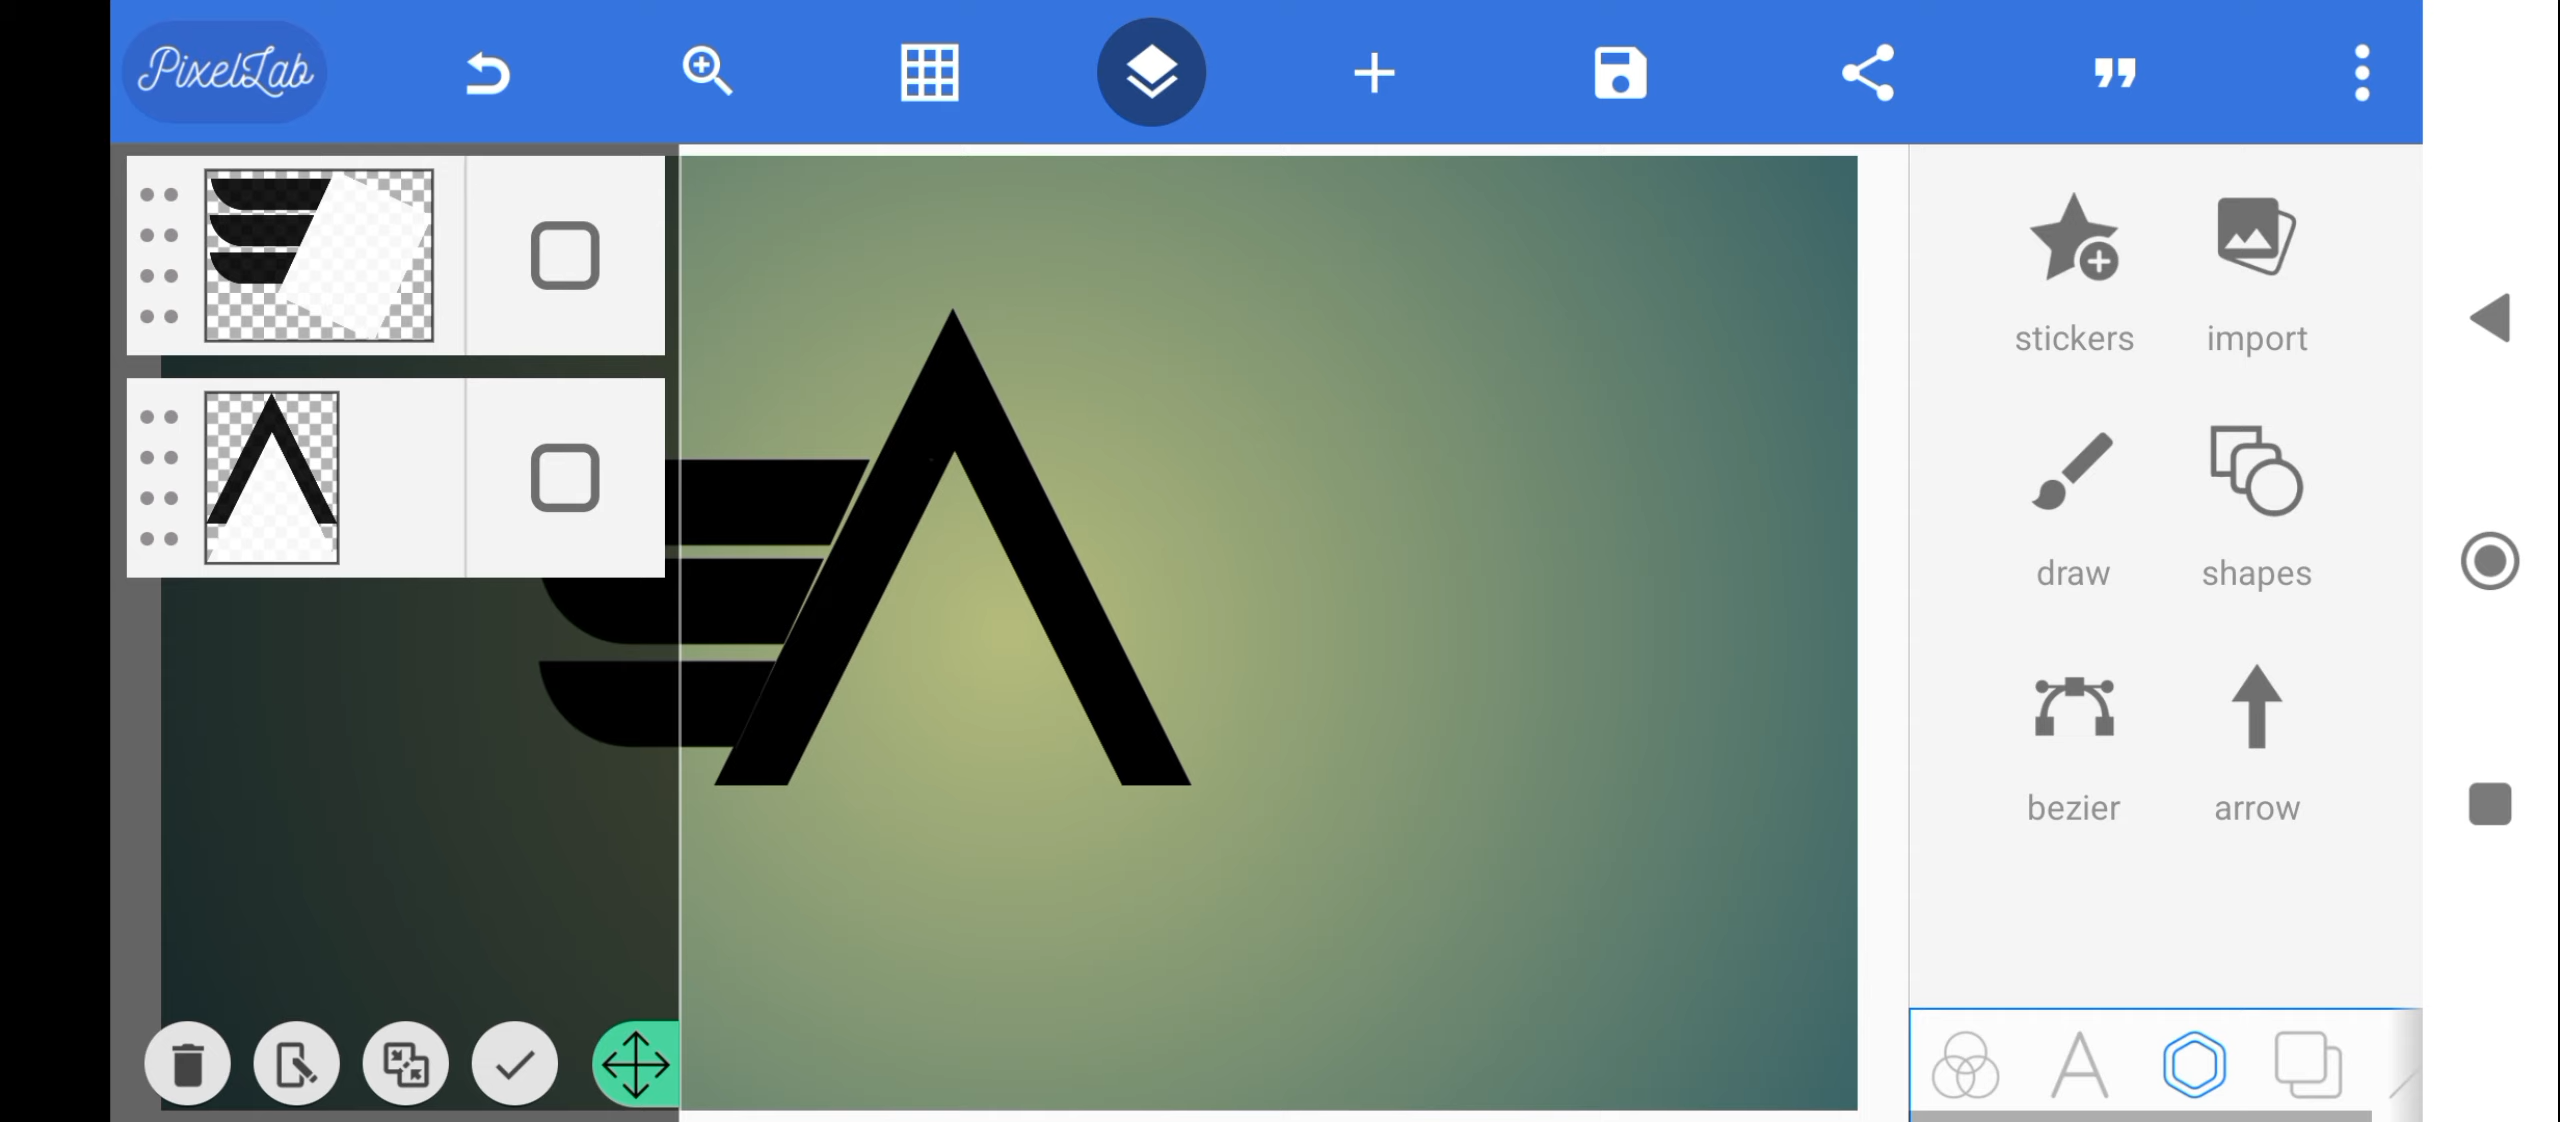 PixelLab
stickers
import
draw
shapes
bezier
arrow